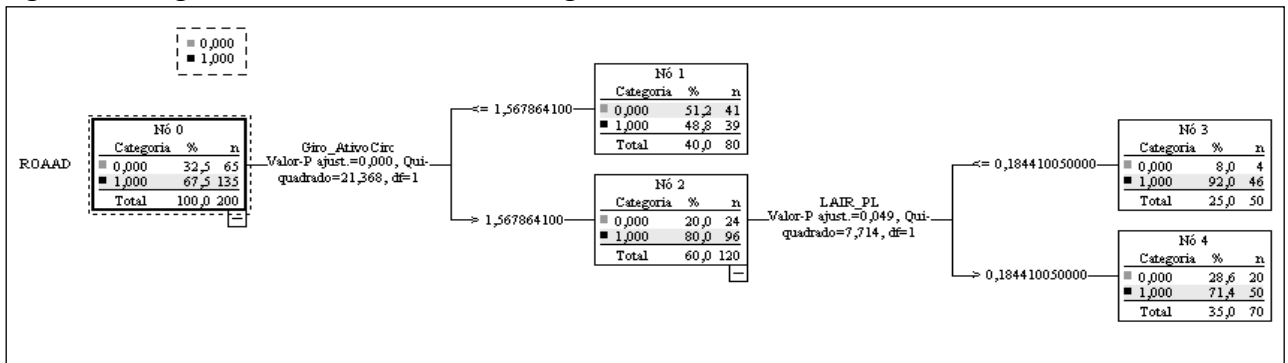 0,000
1,000
ROAAD
Nó 0
Categoria % n
0,000 32,5 65
1,000 67,5 135
Total 100,0 200
Giro_AtivoCirc
Valor-P ajust.=0,000, Qui-
quadrado=21,368, df=1
<= 1,567864100
Nó 1
Categoria % n
0,000 51,2 41
1,000 48,8 39
Total 40,0 80
> 1,567864100
Nó 2
Categoria % n
0,000 20,0 24
1,000 80,0 96
Total 60,0 120
LAIR_PL
Valor-P ajust.=0,049, Qui-
quadrado=7,714, df=1
<= 0,184410050000
Nó 3
Categoria % n
0,000 8,0 4
1,000 92,0 46
Total 25,0 50
> 0,184410050000
Nó 4
Categoria % n
0,000 28,6 20
1,000 71,4 50
Total 35,0 70